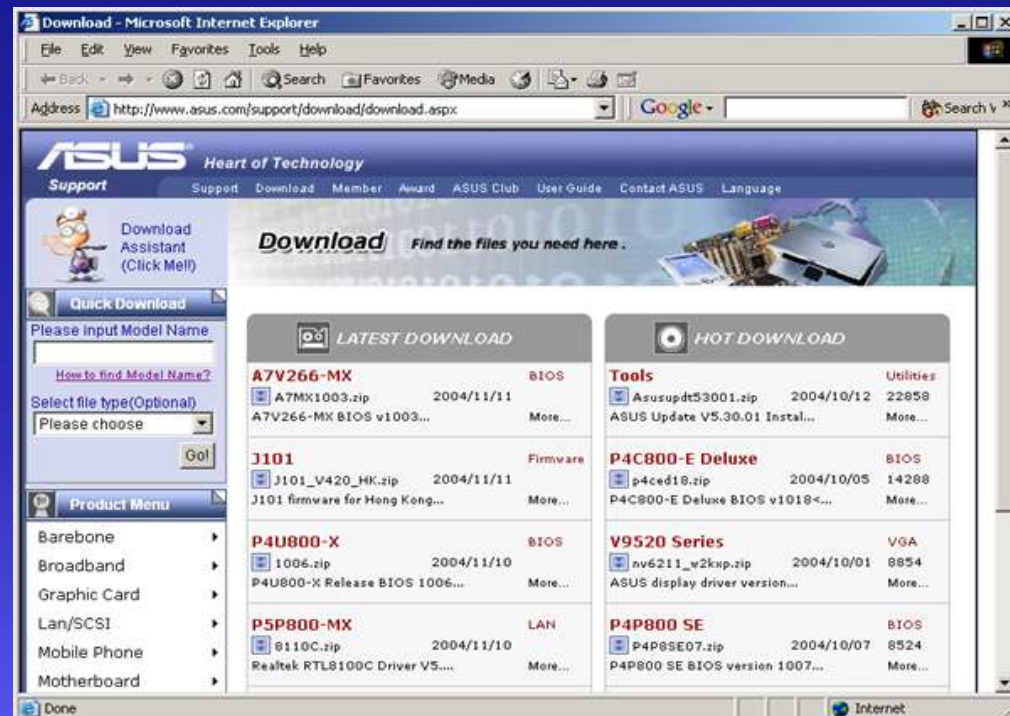 Download - Microsoft Internet Explorer
File Edit View Favorites Tools Help
Back Search Favorites Media
Address http://www.asus.com/support/download/download.aspx Google Search
ASUS Heart of Technology
Support
Support Download Member Award ASUS Club User Guide Contact ASUS Language
Download
Assistant
(Click Me!!)
Download Find the files you need here .
Quick Download
Please input Model Name
How to find Model Name?
Select file type(Optional)
Please choose
Go!
Product Menu
Barebone
Broadband
Graphic Card
Lan/SCSI
Mobile Phone
Motherboard
LATEST DOWNLOAD
A7V266-MX BIOS
A7MX1003.zip 2004/11/11
A7V266-MX BIOS v1003... More...
J101 Firmware
J101_V420_HK.zip 2004/11/11
J101 firmware for Hong Kong... More...
P4U800-X BIOS
1006.zip 2004/11/10
P4U800-X Release BIOS 1006... More...
P5P800-MX LAN
8110C.zip 2004/11/10
Realtek RTL8100C Driver V5.... More...
HOT DOWNLOAD
Tools Utilities
Asusupdt53001.zip 2004/10/12 22858
ASUS Update V5.30.01 Instal... More...
P4C800-E Deluxe BIOS
p4ced18.zip 2004/10/05 14288
P4C800-E Deluxe BIOS v1018<... More...
V9520 Series VGA
nv6211_w2kxp.zip 2004/10/01 8854
ASUS display driver version... More...
P4P800 SE BIOS
P4P8SE07.zip 2004/10/07 8524
P4P800 SE BIOS version 1007... More...
Done Internet